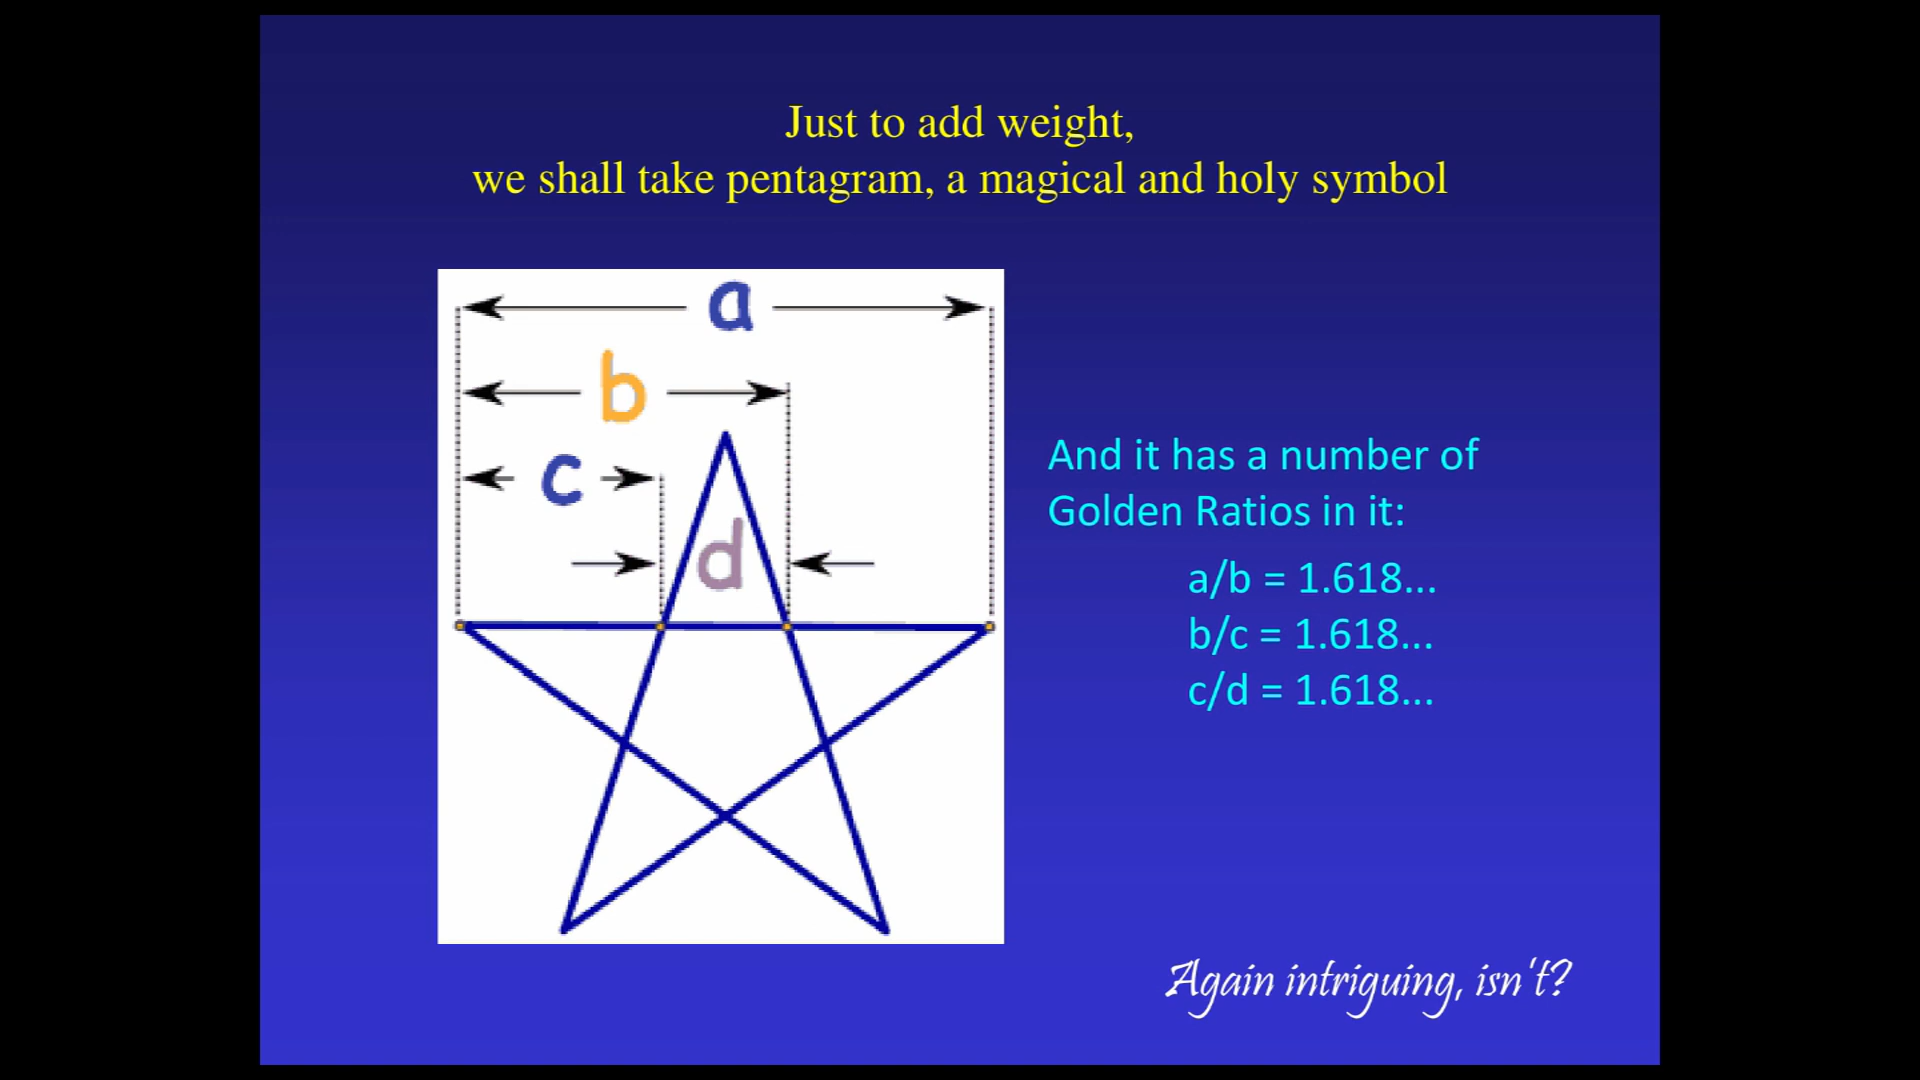 Just to add weight,
we shall take pentagram, a magical and holy symbol
a
b
c
d
And it has a number of
Golden Ratios in it:
a/b = 1.618...
b/c = 1.618...
c/d = 1.618...
Again intriguing, isn't?